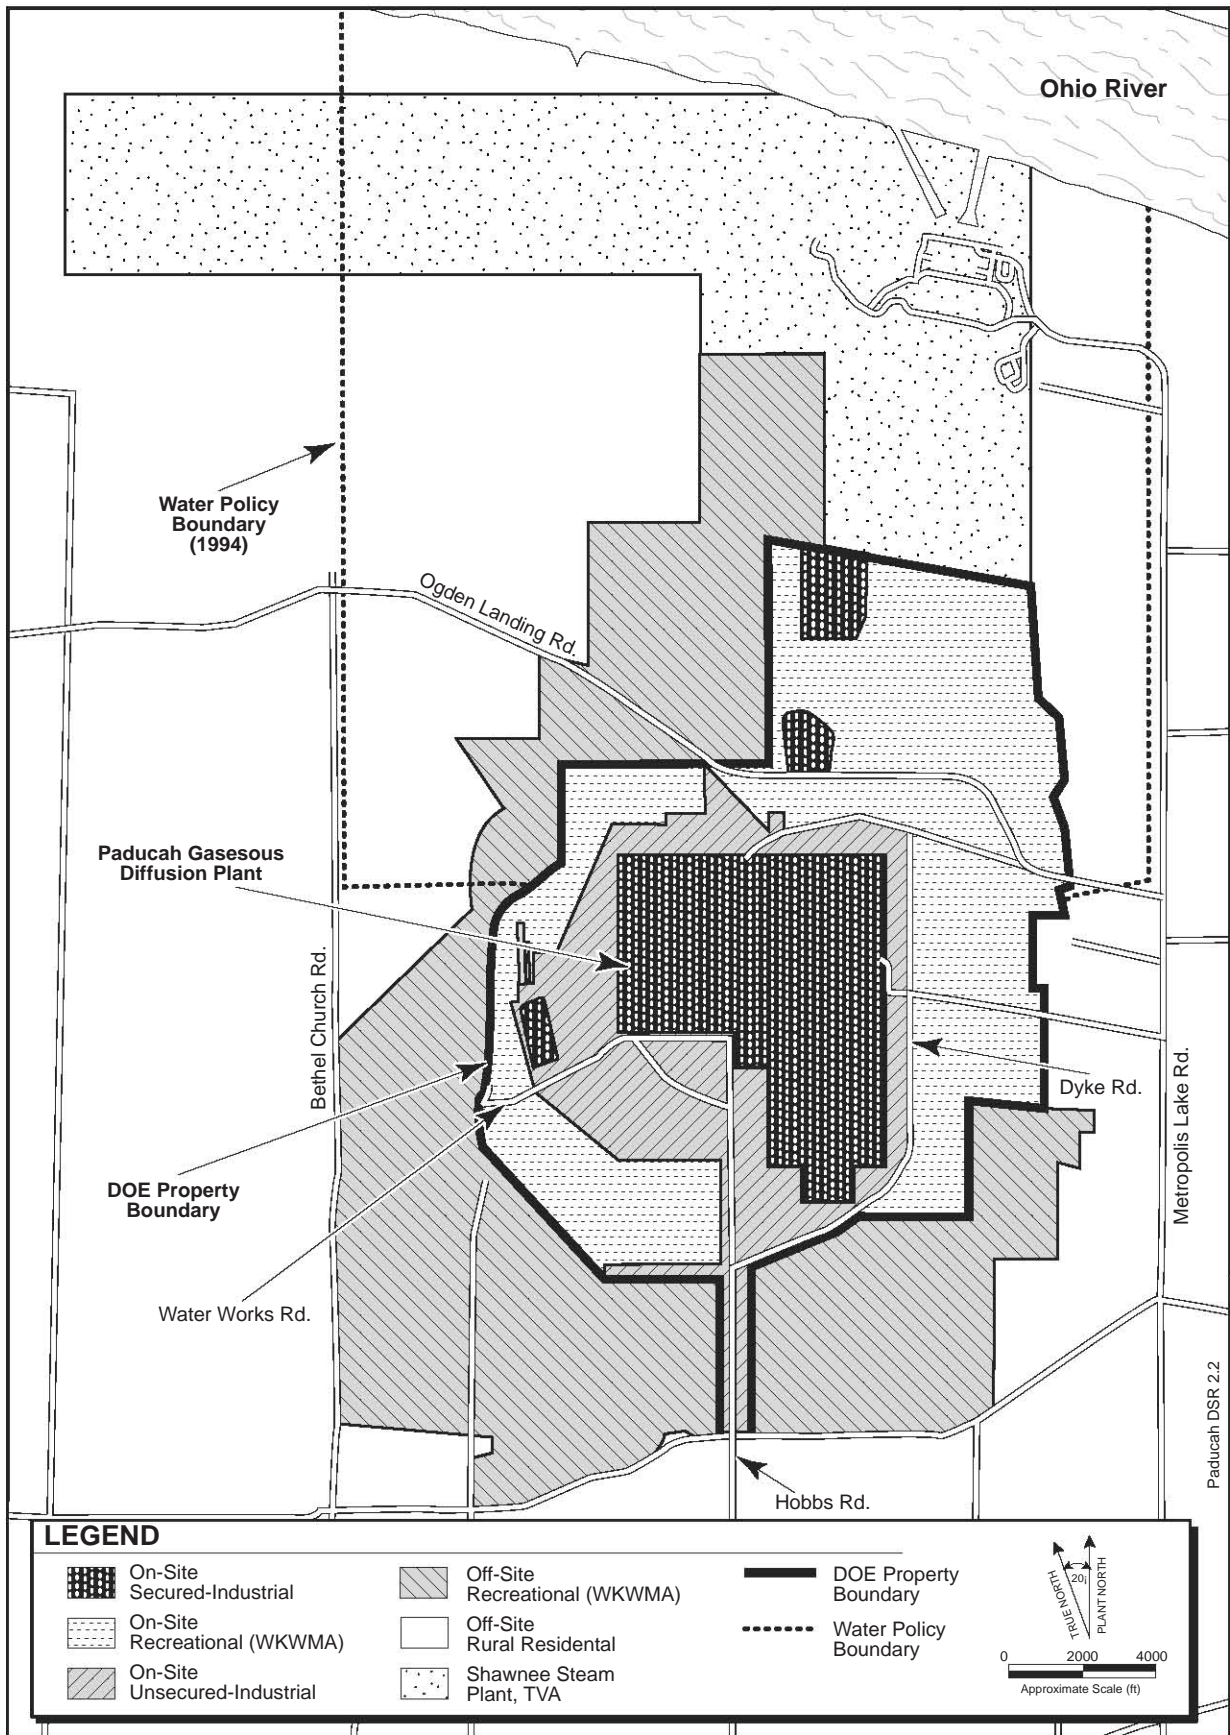 Ohio River
Water Policy
Boundary
(1994)
Ogden Landing Rd.
Paducah Gasesous
Diffusion Plant
Bethel Church Rd.
Dyke Rd.
Metropolis Lake Rd.
DOE Property
Boundary
Water Works Rd.
Hobbs Rd.
Paducah DSR 2.2
LEGEND
On-Site
Secured-Industrial
On-Site
Recreational (WKWMA)
On-Site
Unsecured-Industrial
Off-Site
Recreational (WKWMA)
Off-Site
Rural Residental
Shawnee Steam
Plant, TVA
DOE Property
Boundary
Water Policy
Boundary
TRUE NORTH
20¡
PLANT NORTH
0 2000 4000
Approximate Scale (ft)